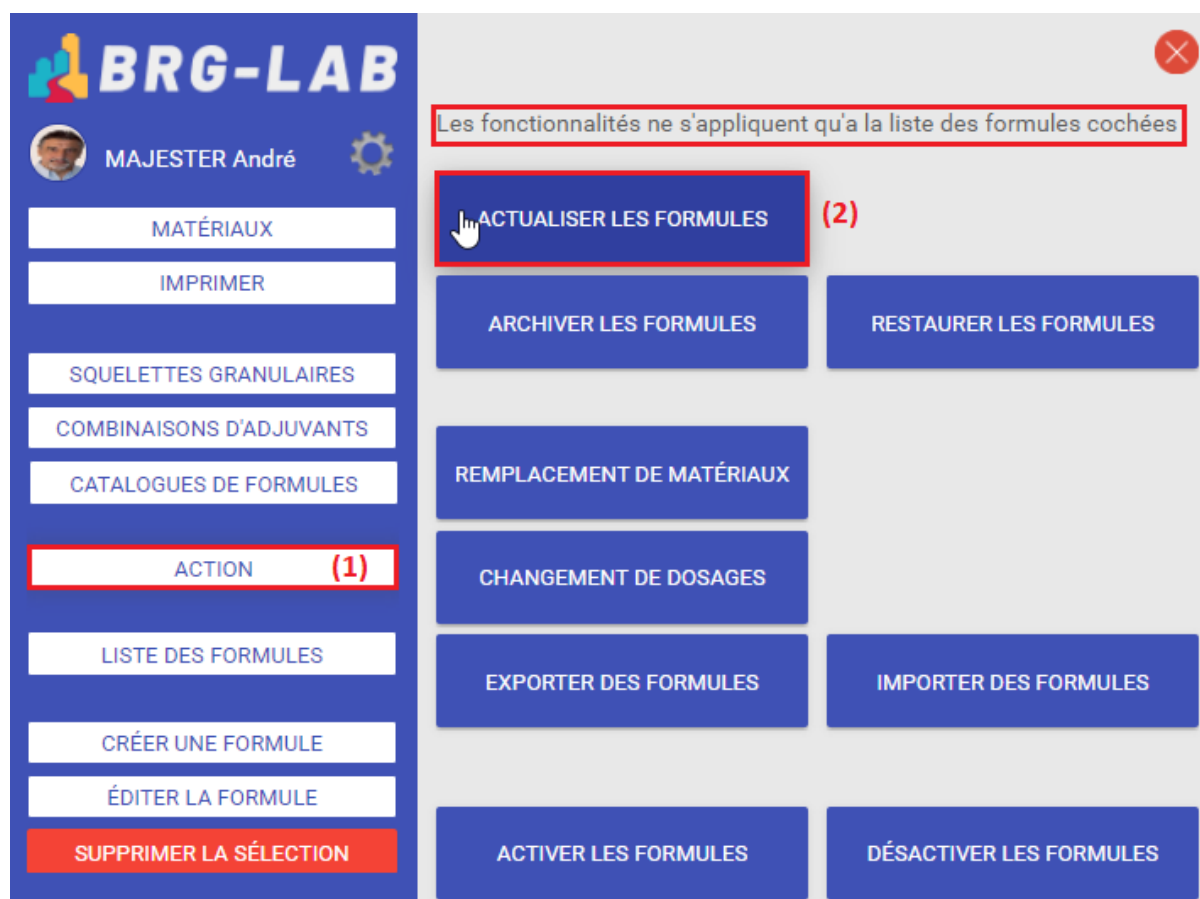 BRG-LAB
MAJESTER André
MATÉRIAUX
IMPRIMER
SQUELETTES GRANULAIRES
COMBINAISONS D'ADJUVANTS
CATALOGUES DE FORMULES
ACTION (1)
LISTE DES FORMULES
CRÉER UNE FORMULE
ÉDITER LA FORMULE
SUPPRIMER LA SÉLECTION
Les fonctionnalités ne s'appliquent qu'a la liste des formules cochées
ACTUALISER LES FORMULES (2)
ARCHIVER LES FORMULES
RESTAURER LES FORMULES
REMPLACEMENT DE MATÉRIAUX
CHANGEMENT DE DOSAGES
EXPORTER DES FORMULES
IMPORTER DES FORMULES
ACTIVER LES FORMULES
DÉSACTIVER LES FORMULES